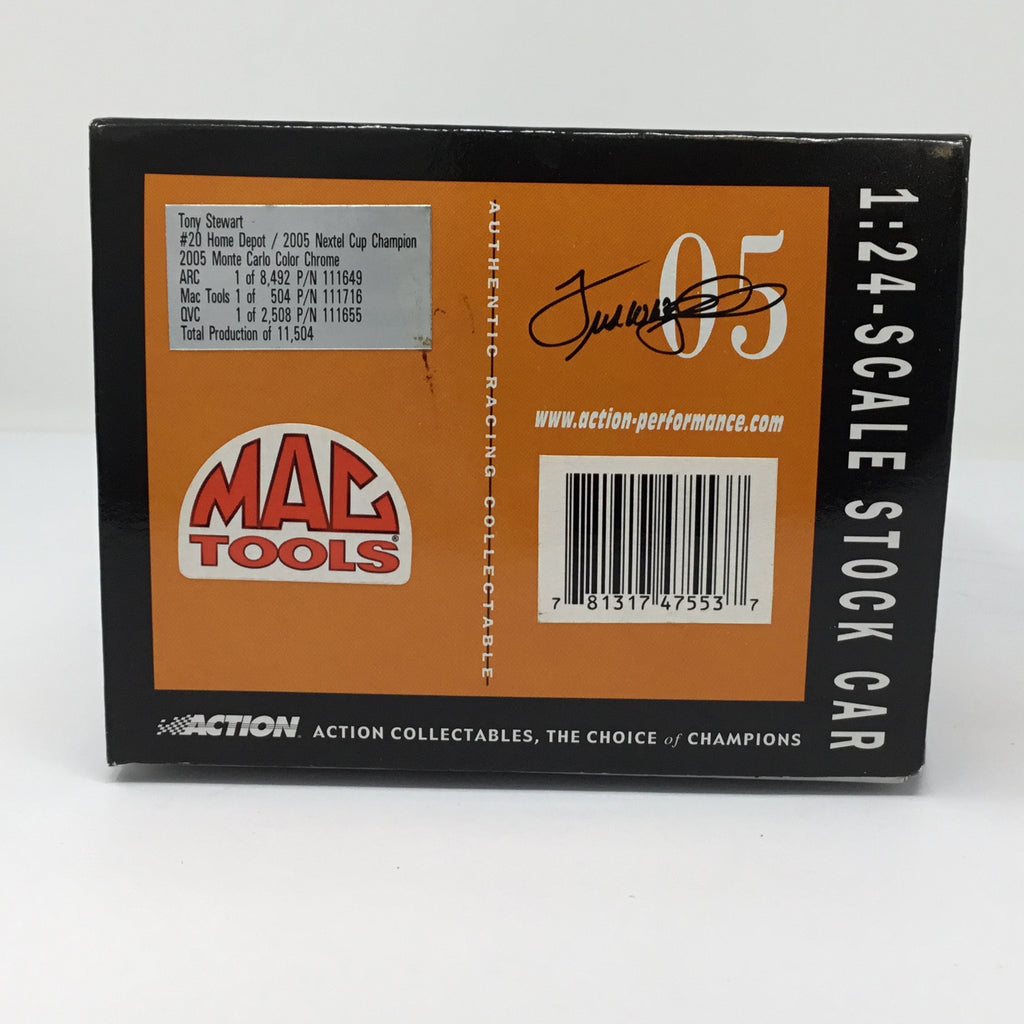 Tony Stewart
#20 Home Depot / 2005 Nextel Cup Champion
2005 Monte Carlo Color Chrome
ARC 1 of 8,492 P/N 111649
Mac Tools 1 of 504 P/N 111716
QVC 1 of 2,508 P/N 111655
Total Production of 11,504
MAC
TOOLS®
AUTHENTIC RACING COLLECTABLE
05
www.action-performance.com
7 81317 47553 7
1:24-SCALE STOCK CAR
ACTION ACTION COLLECTABLES, THE CHOICE of CHAMPIONS